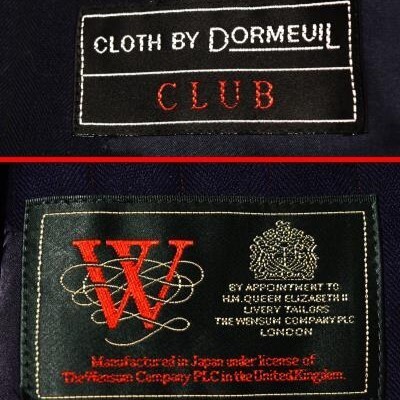 CLOTH BY DORMEUIL
CLUB
W
BY APPOINTMENT TO
H.M. QUEEN ELIZABETH II
LIVERY TAILORS
THE WENSUM COMPANY PLC
LONDON
Manufactured in Japan under license of
The Wensum Company PLC in the United Kingdom.